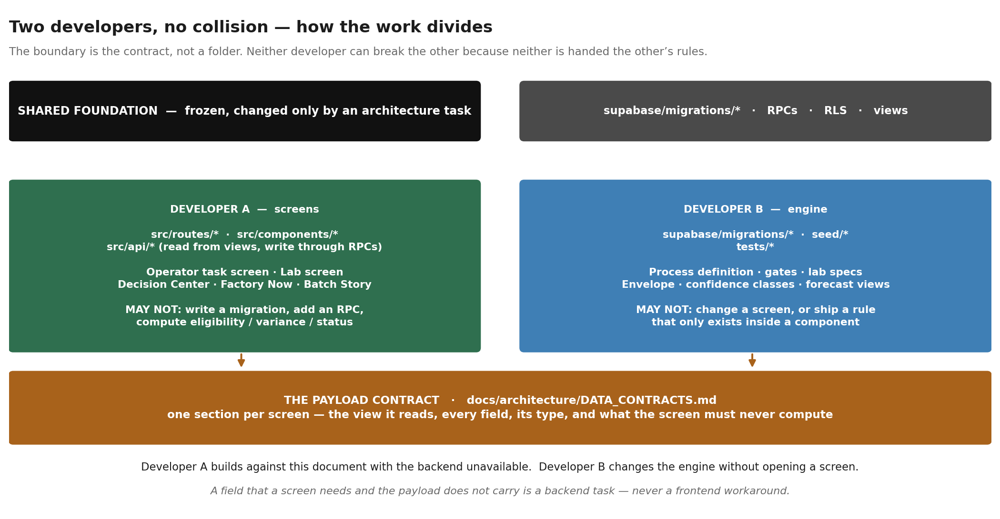 Two developers, no collision — how the work divides
The boundary is the contract, not a folder. Neither developer can break the other because neither is handed the other’s rules.
SHARED FOUNDATION — frozen, changed only by an architecture task
supabase/migrations/* · RPCs · RLS · views
DEVELOPER A — screens
src/routes/* · src/components/*
src/api/* (read from views, write through RPCs)
Operator task screen · Lab screen
Decision Center · Factory Now · Batch Story
MAY NOT: write a migration, add an RPC,
compute eligibility / variance / status
DEVELOPER B — engine
supabase/migrations/* · seed/*
tests/*
Process definition · gates · lab specs
Envelope · confidence classes · forecast views
MAY NOT: change a screen, or ship a rule
that only exists inside a component
THE PAYLOAD CONTRACT · docs/architecture/DATA_CONTRACTS.md
one section per screen — the view it reads, every field, its type, and what the screen must never compute
Developer A builds against this document with the backend unavailable. Developer B changes the engine without opening a screen.
A field that a screen needs and the payload does not carry is a backend task — never a frontend workaround.